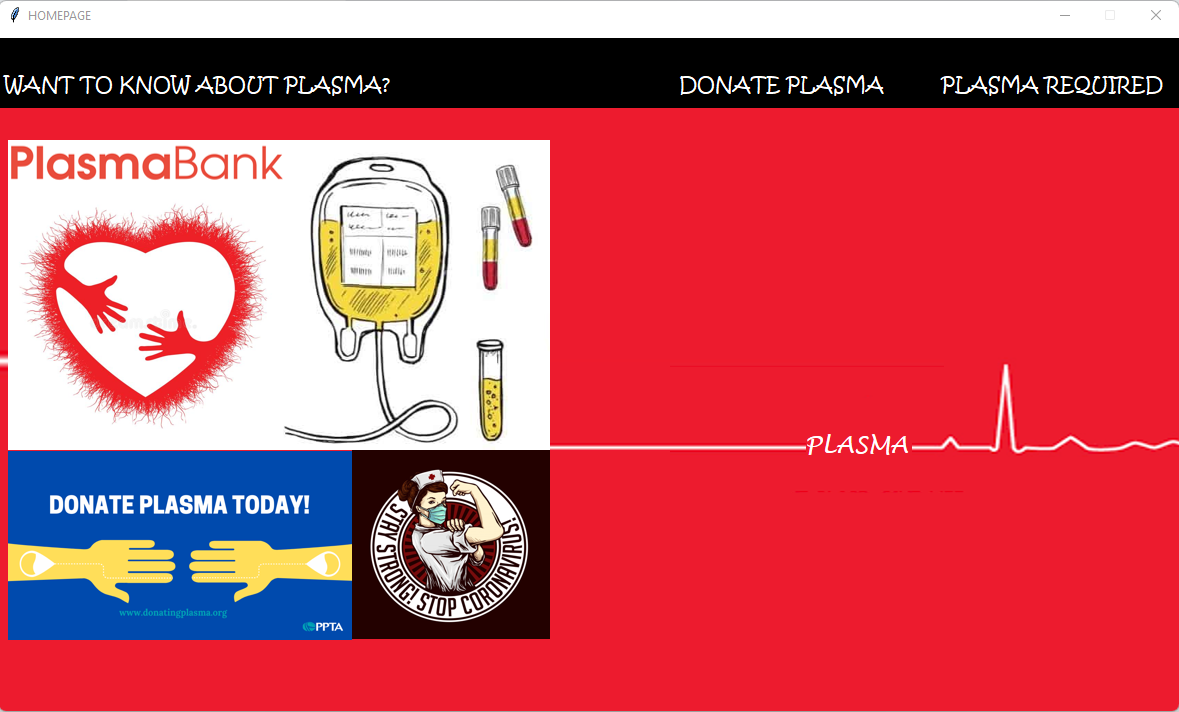 HOMEPAGE
WANT TO KNOW ABOUT PLASMA?
DONATE PLASMA
PLASMA REQUIRED
PlasmaBank
PLASMA
DONATE PLASMA TODAY!
www.donatingplasma.org
PPTA
STAY STRONG! STOP CORONAVIRUS!